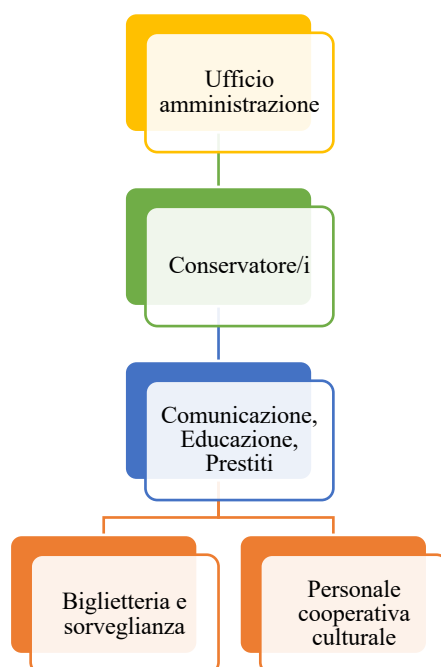 Ufficio
amministrazione
Conservatore/i
Comunicazione,
Educazione,
Prestiti
Biglietteria e
sorveglianza
Personale
cooperativa
culturale